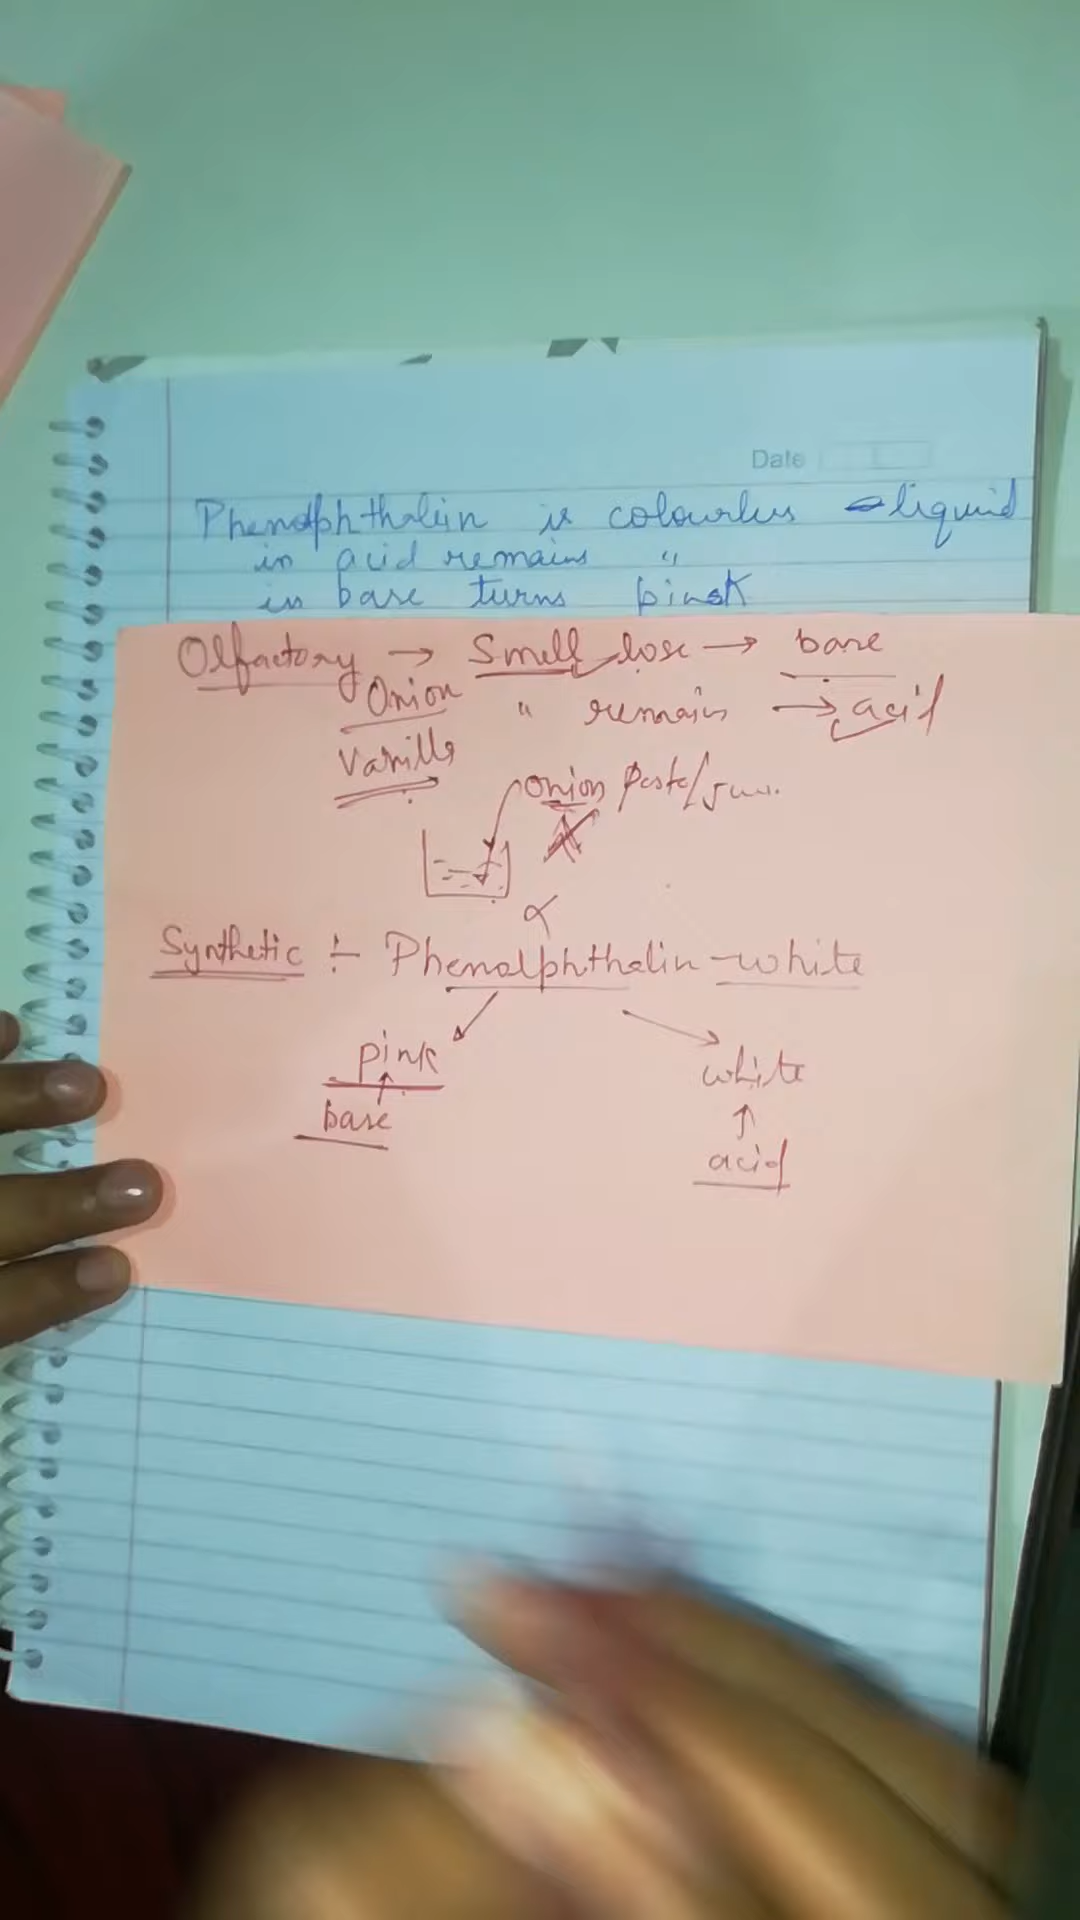 Date
Phenolphthalein is colourless liquid
in acid remains "
in base turns pink
Olfactory → Smell lose → base
Onion " remains → acid
Vanilla
onion paste/
Synthetic ÷ Phenolphthalin - white
pink white
↑ ↑
base acid